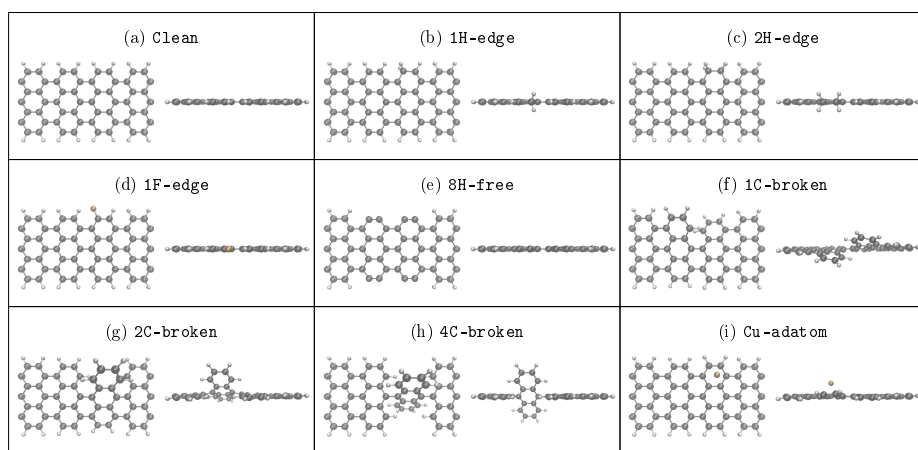 (a) Clean
(b) 1H-edge
(c) 2H-edge
(d) 1F-edge
(e) 8H-free
(f) 1C-broken
(g) 2C-broken
(h) 4C-broken
(i) Cu-adatom